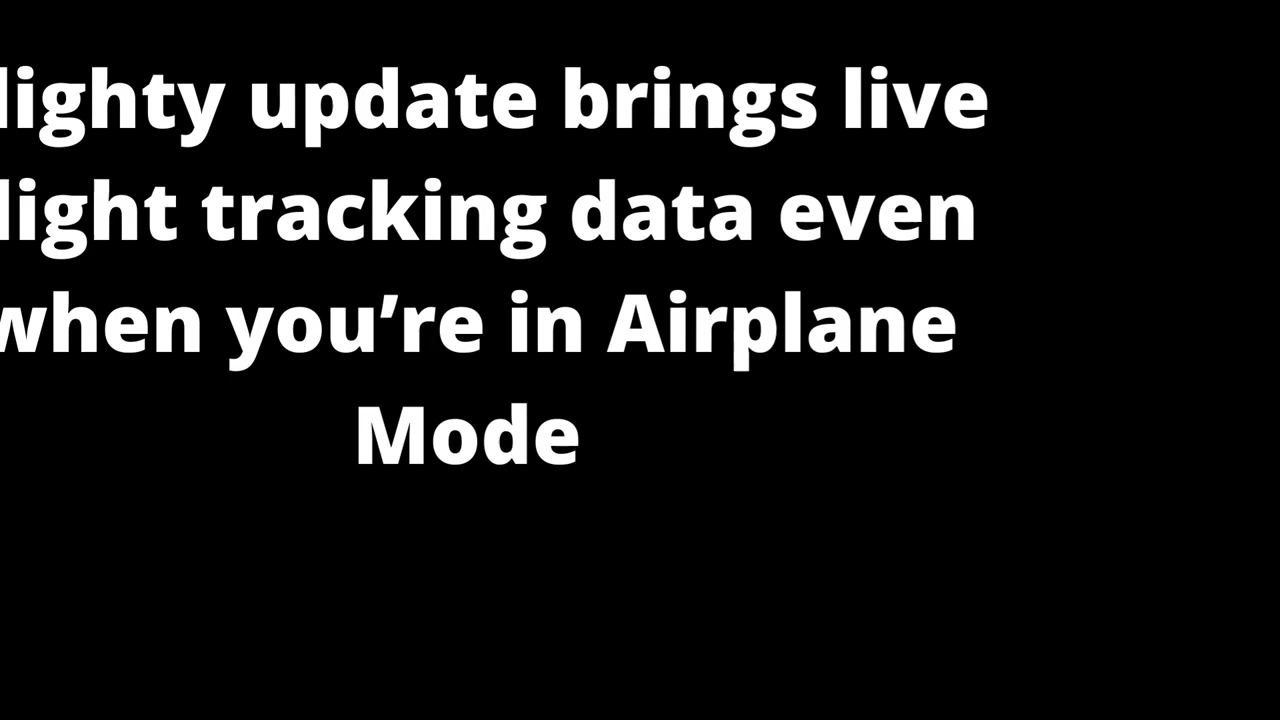 lighty update brings live
light tracking data even
when you’re in Airplane
Mode